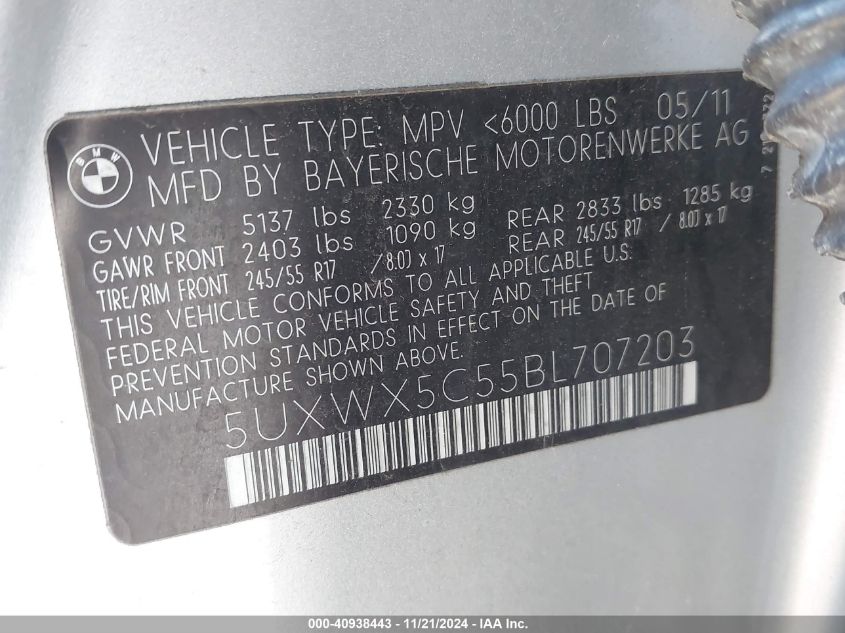 BMW
VEHICLE TYPE: MPV <6000 LBS 05/11
MFD BY BAYERISCHE MOTORENWERKE AG
GVWR 5137 lbs 2330 kg
GAWR FRONT 2403 lbs 1090 kg REAR 2833 lbs 1285 kg
TIRE/RIM FRONT 245/55 R17 / 8.0J x 17 REAR 245/55 R17 / 8.0J x 17
THIS VEHICLE CONFORMS TO ALL APPLICABLE U.S.
FEDERAL MOTOR VEHICLE SAFETY AND THEFT
PREVENTION STANDARDS IN EFFECT ON THE DATE OF
MANUFACTURE SHOWN ABOVE.
5UXWX5C55BL707203
000-40938443 - 11/21/2024 - IAAI.COM